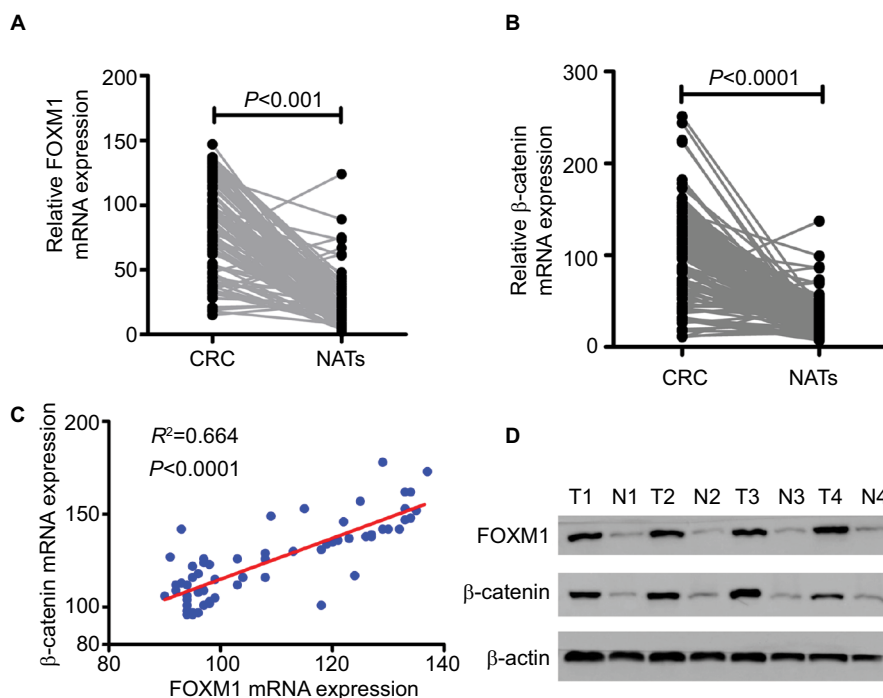 A
Relative FOXM1
mRNA expression
200
150
100
50
0
P<0.001
CRC
NATs
B
Relative β-catenin
mRNA expression
300
200
100
0
P<0.0001
CRC
NATs
C
β-catenin mRNA expression
200
150
100
80
R²=0.664
P<0.0001
80
100
120
140
FOXM1 mRNA expression
D
T1 N1 T2 N2 T3 N3 T4 N4
FOXM1
β-catenin
β-actin